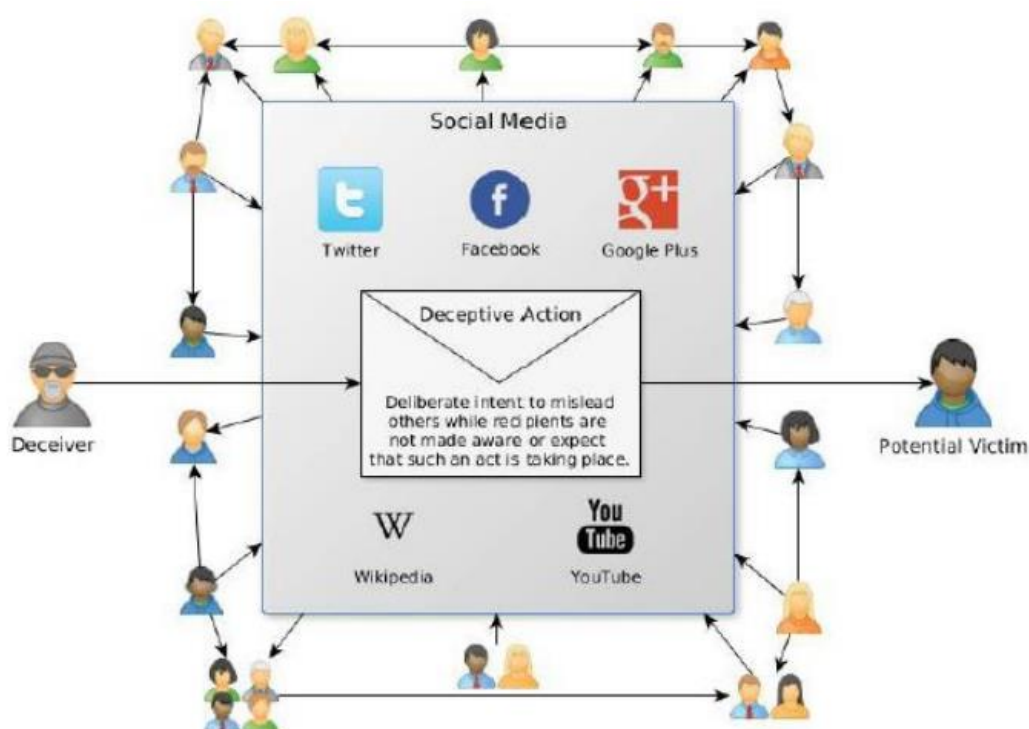 Social Media
t
f
g+
Twitter
Facebook
Google Plus
Deceptive Action
Deliberate intent to mislead
others while recipients are
not made aware or expect
that such an act is taking place.
Deceiver
Potential Victim
W
You
Tube
Wikipedia
YouTube